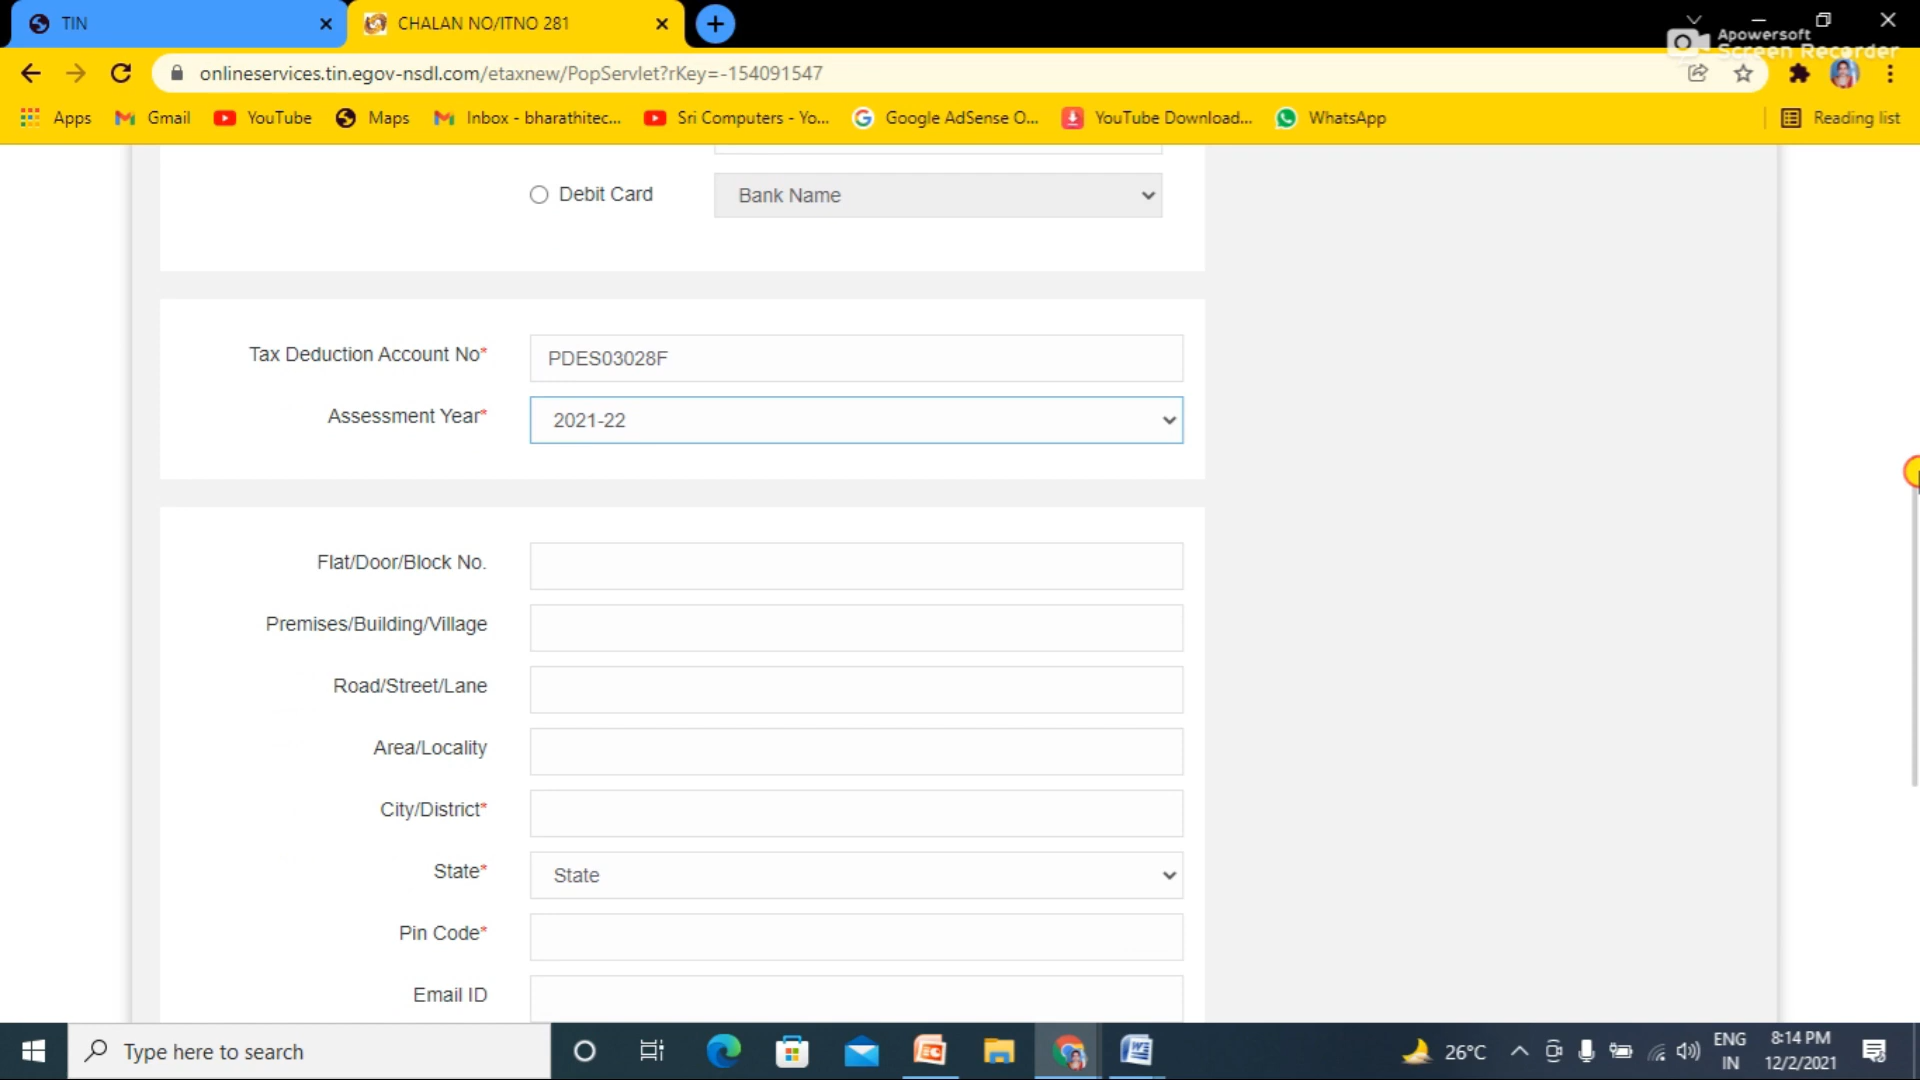 TIN
CHALAN NO/ITNO 281
Apowersoft
Screen Recorder
onlineservices.tin.egov-nsdl.com/etaxnew/PopServlet?rKey=-154091547
Apps
Gmail
YouTube
Maps
Inbox - bharathitec...
Sri Computers - Yo...
Google AdSense O...
YouTube Download...
WhatsApp
Reading list
Debit Card
Bank Name
Tax Deduction Account No*
PDES03028F
Assessment Year*
2021-22
Flat/Door/Block No.
Premises/Building/Village
Road/Street/Lane
Area/Locality
City/District*
State*
State
Pin Code*
Email ID
Type here to search
26°C
ENG
IN
8:14 PM
12/2/2021